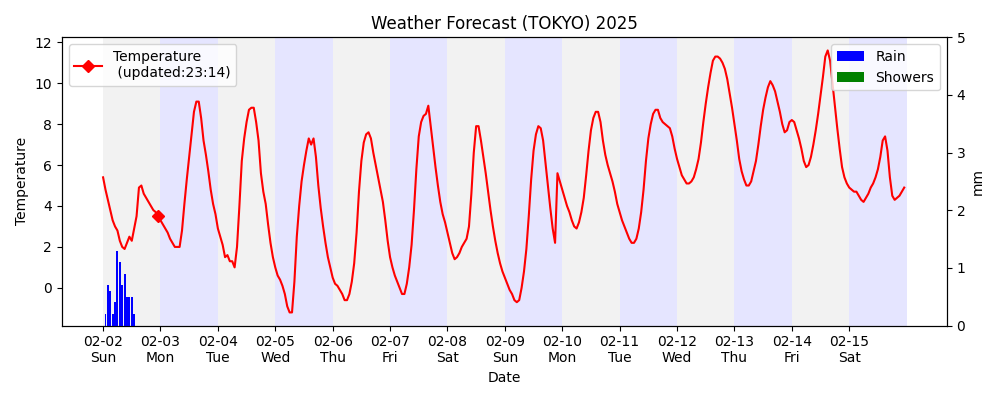 Weather Forecast (TOKYO) 2025
Temperature
(updated:23:14)
Rain
Showers
Temperature
12
10
8
6
4
2
0
5
4
3
2
1
0
mm
02-02 02-03 02-04 02-05 02-06 02-07 02-08 02-09 02-10 02-11 02-12 02-13 02-14 02-15
Sun Mon Tue Wed Thu Fri Sat Sun Mon Tue Wed Thu Fri Sat
Date